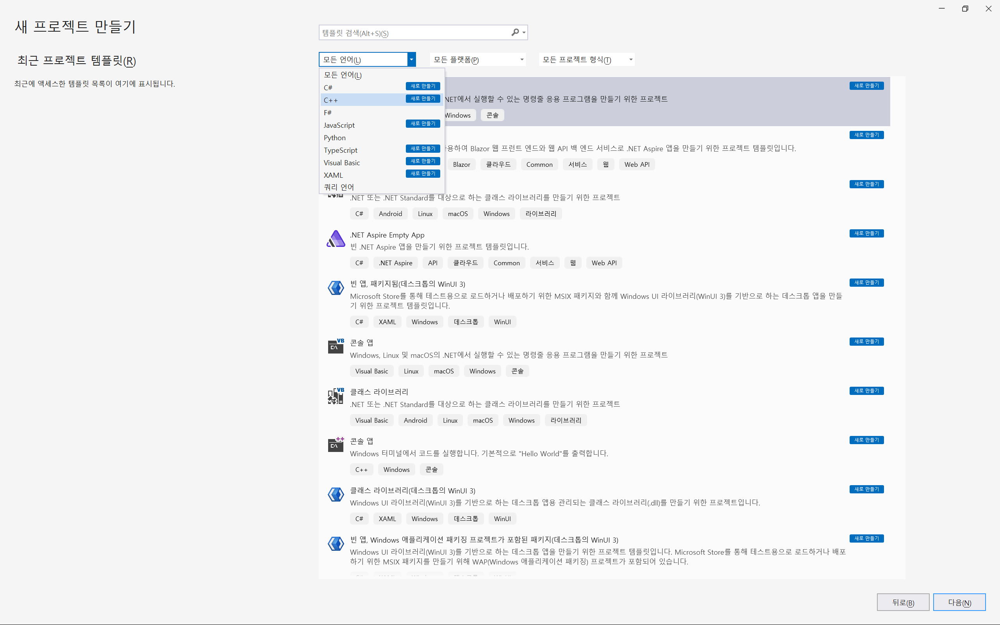 새 프로젝트 만들기
템플릿 검색(Alt+S)(S)
최근 프로젝트 템플릿(R)
최근에 액세스한 템플릿 목록이 여기에 표시됩니다.
모든 언어(L)
모든 플랫폼(P)
모든 프로젝트 형식(T)
모든 언어(L)
C# 새로 만들기
C++ 새로 만들기
F#
JavaScript 새로 만들기
Python
TypeScript 새로 만들기
Visual Basic 새로 만들기
XAML 새로 만들기
쿼리 언어
새로 만들기
NET에서 실행할 수 있는 명령줄 응용 프로그램을 만들기 위한 프로젝트
Windows 콘솔
새로 만들기
용하여 Blazor 웹 프런트 엔드와 웹 API 백 엔드 서비스로 .NET Aspire 앱을 만들기 위한 프로젝트 템플릿입니다.
Blazor 클라우드 Common 서비스 웹 Web API
새로 만들기
.NET 또는 .NET Standard를 대상으로 하는 클래스 라이브러리를 만들기 위한 프로젝트
C# Android Linux macOS Windows 라이브러리
.NET Aspire Empty App 새로 만들기
빈 .NET Aspire 앱을 만들기 위한 프로젝트 템플릿입니다.
C# .NET Aspire API 클라우드 Common 서비스 웹 Web API
빈 앱, 패키지됨(데스크톱의 WinUI 3) 새로 만들기
Microsoft Store를 통해 테스트용으로 로드하거나 배포하기 위한 MSIX 패키지와 함께 Windows UI 라이브러리(WinUI 3)를 기반으로 하는 데스크톱 앱을 만들
기 위한 프로젝트 템플릿입니다.
C# XAML Windows 데스크톱 WinUI
VB C:\ 콘솔 앱 새로 만들기
Windows, Linux 및 macOS의 .NET에서 실행할 수 있는 명령줄 응용 프로그램을 만들기 위한 프로젝트
Visual Basic Linux macOS Windows 콘솔
VB 클래스 라이브러리 새로 만들기
.NET 또는 .NET Standard를 대상으로 하는 클래스 라이브러리를 만들기 위한 프로젝트
Visual Basic Android Linux macOS Windows 라이브러리
++ C:\ 콘솔 앱 새로 만들기
Windows 터미널에서 코드를 실행합니다. 기본적으로 "Hello World"를 출력합니다.
C++ Windows 콘솔
클래스 라이브러리(데스크톱의 WinUI 3) 새로 만들기
Windows UI 라이브러리(WinUI 3)를 기반으로 하는 데스크톱 앱용 관리되는 클래스 라이브러리(.dll)를 만들기 위한 프로젝트입니다.
C# XAML Windows 데스크톱 WinUI
빈 앱, Windows 애플리케이션 패키징 프로젝트가 포함된 패키지(데스크톱의 WinUI 3) 새로 만들기
Windows UI 라이브러리(WinUI 3)를 기반으로 하는 데스크톱 앱을 만들기 위한 프로젝트 템플릿입니다. Microsoft Store를 통해 테스트용으로 로드하거나 배포
하기 위한 MSIX 패키지를 만들기 위해 WAP(Windows 애플리케이션 패키징) 프로젝트가 포함되어 있습니다.
뒤로(B)
다음(N)